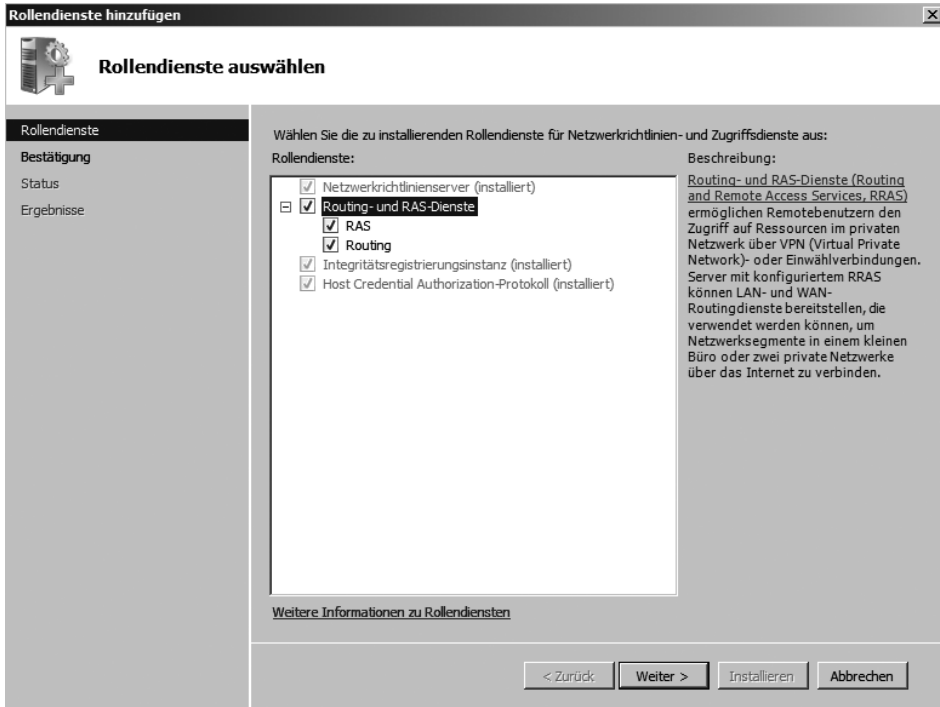 Rollendienste hinzufügen
Rollendienste auswählen
Rollendienste
Bestätigung
Status
Ergebnisse
Wählen Sie die zu installierenden Rollendienste für Netzwerkrichtlinien- und Zugriffsdienste aus:
Rollendienste:
Netzwerkrichtlinienserver (installiert)
Routing- und RAS-Dienste
RAS
Routing
Integritätsregistrierungsinstanz (installiert)
Host Credential Authorization-Protokoll (installiert)
Weitere Informationen zu Rollendiensten
Beschreibung:
Routing- und RAS-Dienste (Routing
and Remote Access Services, RRAS)
ermöglichen Remotebenutzern den
Zugriff auf Ressourcen im privaten
Netzwerk über VPN (Virtual Private
Network)- oder Einwählverbindungen.
Server mit konfiguriertem RRAS
können LAN- und WAN-
Routingdienste bereitstellen, die
verwendet werden können, um
Netzwerksegmente in einem kleinen
Büro oder zwei private Netzwerke
über das Internet zu verbinden.
< Zurück
Weiter >
Installieren
Abbrechen